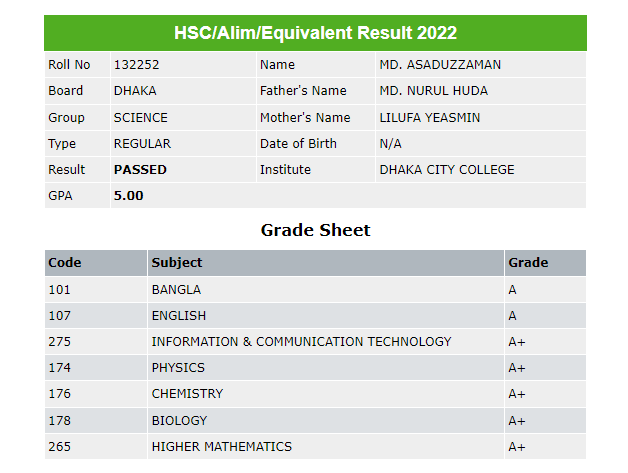 HSC/Alim/Equivalent Result 2022
Roll No 132252 Name MD. ASADUZZAMAN
Board DHAKA Father's Name MD. NURUL HUDA
Group SCIENCE Mother's Name LILUFA YEASMIN
Type REGULAR Date of Birth N/A
Result PASSED Institute DHAKA CITY COLLEGE
GPA 5.00
Grade Sheet
Code Subject Grade
101 BANGLA A
107 ENGLISH A
275 INFORMATION & COMMUNICATION TECHNOLOGY A+
174 PHYSICS A+
176 CHEMISTRY A+
178 BIOLOGY A+
265 HIGHER MATHEMATICS A+